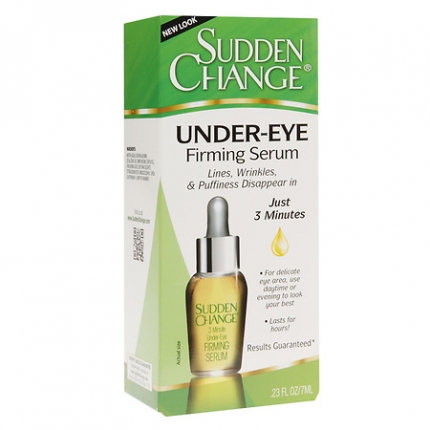 NEW LOOK
SUDDEN
CHANGE®
UNDER-EYE
Firming Serum
Lines, Wrinkles,
& Puffiness Disappear in
Just
3 Minutes
• For delicate
eye area, use
daytime or
evening to look
your best
• Lasts for
hours!
Results Guaranteed*
SUDDEN
CHANGE
3 Minute
Under-Eye
FIRMING
SERUM
Actual size
.23 FL OZ/7ML